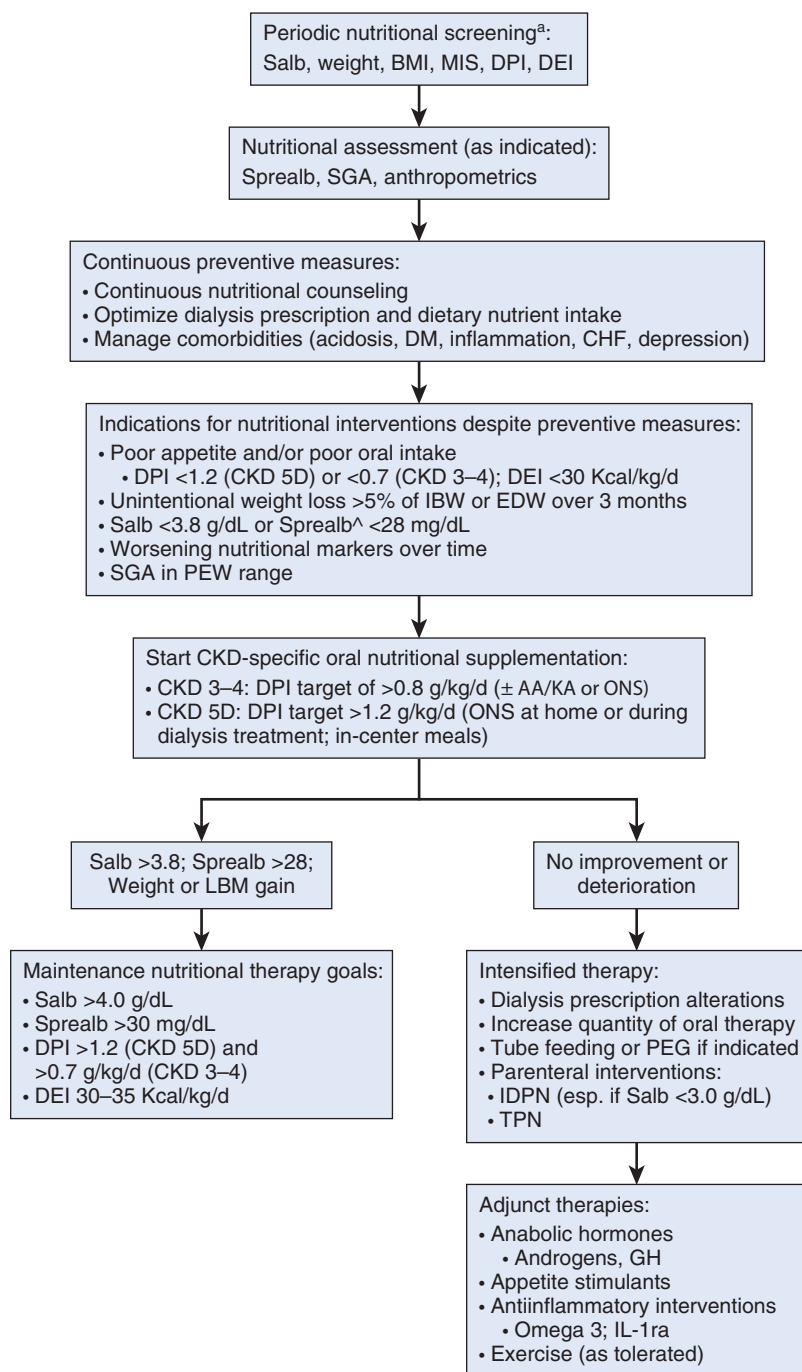 Periodic nutritional screeningᵃ:
Salb, weight, BMI, MIS, DPI, DEI
Nutritional assessment (as indicated):
Sprealb, SGA, anthropometrics
Continuous preventive measures:
• Continuous nutritional counseling
• Optimize dialysis prescription and dietary nutrient intake
• Manage comorbidities (acidosis, DM, inflammation, CHF, depression)
Indications for nutritional interventions despite preventive measures:
• Poor appetite and/or poor oral intake
• DPI <1.2 (CKD 5D) or <0.7 (CKD 3–4); DEI <30 Kcal/kg/d
• Unintentional weight loss >5% of IBW or EDW over 3 months
• Salb <3.8 g/dL or Sprealb^ <28 mg/dL
• Worsening nutritional markers over time
• SGA in PEW range
Start CKD-specific oral nutritional supplementation:
• CKD 3–4: DPI target of >0.8 g/kg/d (± AA/KA or ONS)
• CKD 5D: DPI target >1.2 g/kg/d (ONS at home or during
dialysis treatment; in-center meals)
Salb >3.8; Sprealb >28;
Weight or LBM gain
No improvement or
deterioration
Maintenance nutritional therapy goals:
• Salb >4.0 g/dL
• Sprealb >30 mg/dL
• DPI >1.2 (CKD 5D) and
>0.7 g/kg/d (CKD 3–4)
• DEI 30–35 Kcal/kg/d
Intensified therapy:
• Dialysis prescription alterations
• Increase quantity of oral therapy
• Tube feeding or PEG if indicated
• Parenteral interventions:
• IDPN (esp. if Salb <3.0 g/dL)
• TPN
Adjunct therapies:
• Anabolic hormones
• Androgens, GH
• Appetite stimulants
• Antiinflammatory interventions
• Omega 3; IL-1ra
• Exercise (as tolerated)